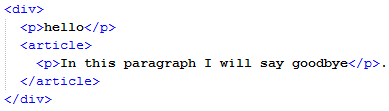 <div>
<p>hello</p>
<article>
<p>In this paragraph I will say goodbye</p>.
</article>
</div>